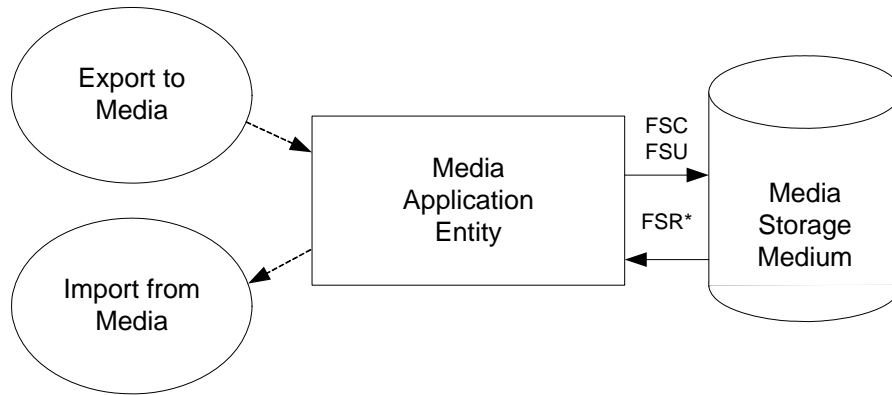 Export to
Media
Import from
Media
Media
Application
Entity
FSC
FSU
FSR*
Media
Storage
Medium